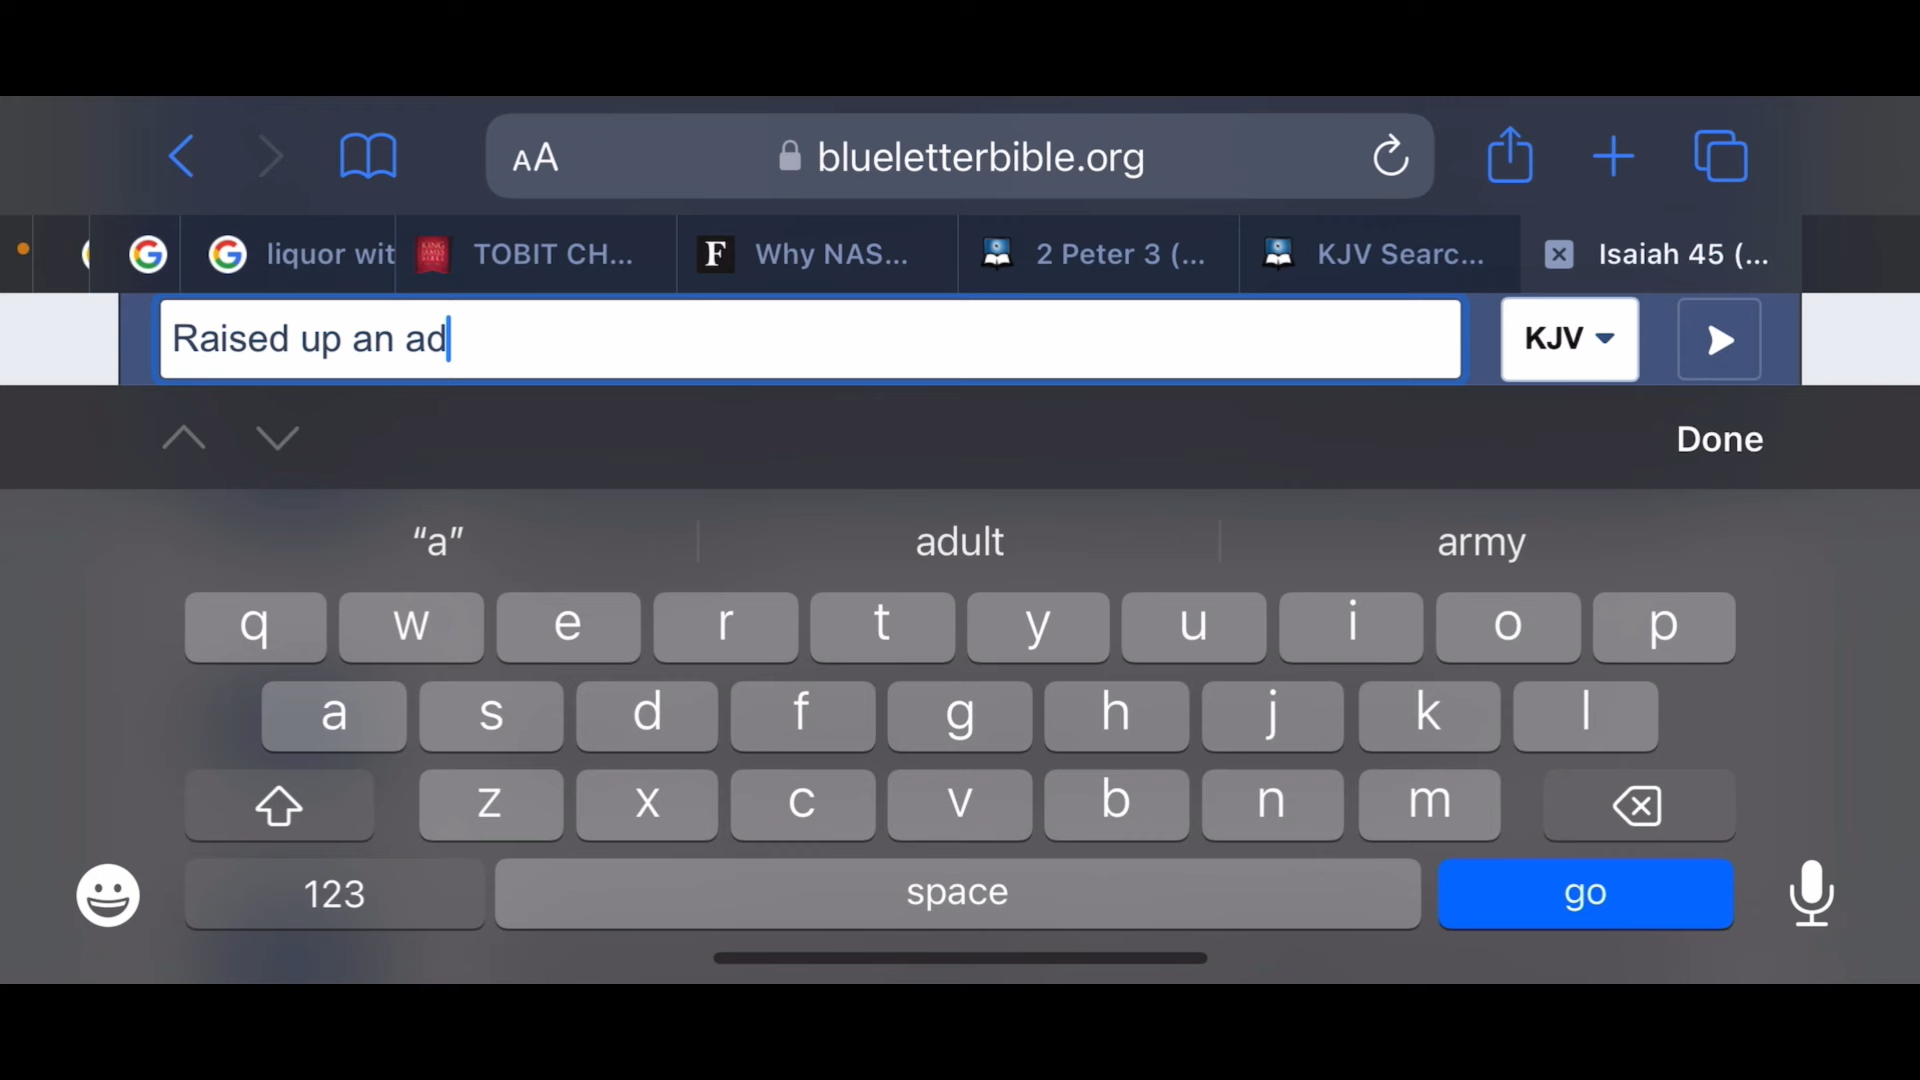 AA blueletterbible.org
liquor wit TOBIT CH... F Why NAS... 2 Peter 3 (... KJV Searc... Isaiah 45 (...
Raised up an ad KJV
Done
“a” adult army
q w e r t y u i o p
a s d f g h j k l
z x c v b n m
123 space go